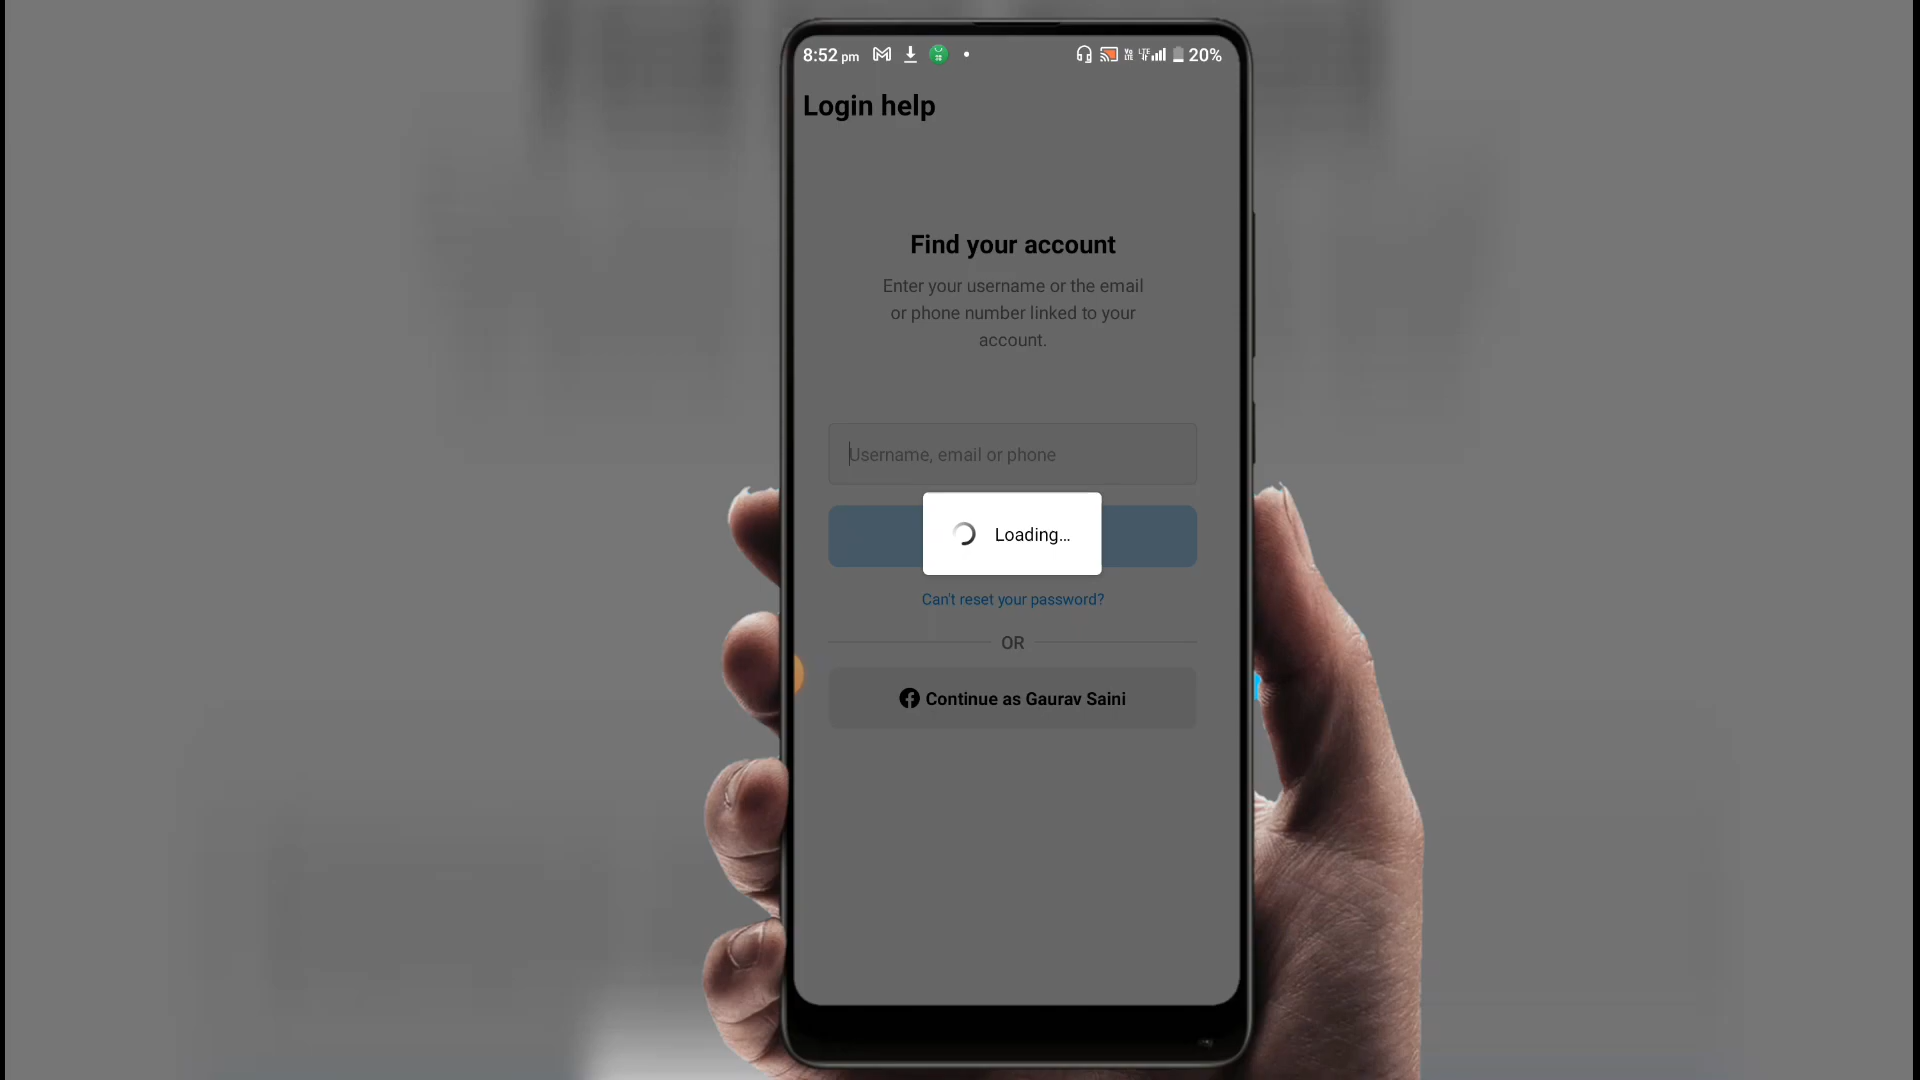 8:52 pm
20%
Login help
Find your account
Enter your username or the email
or phone number linked to your
account.
Username, email or phone
Loading...
Can't reset your password?
OR
Continue as Gaurav Saini